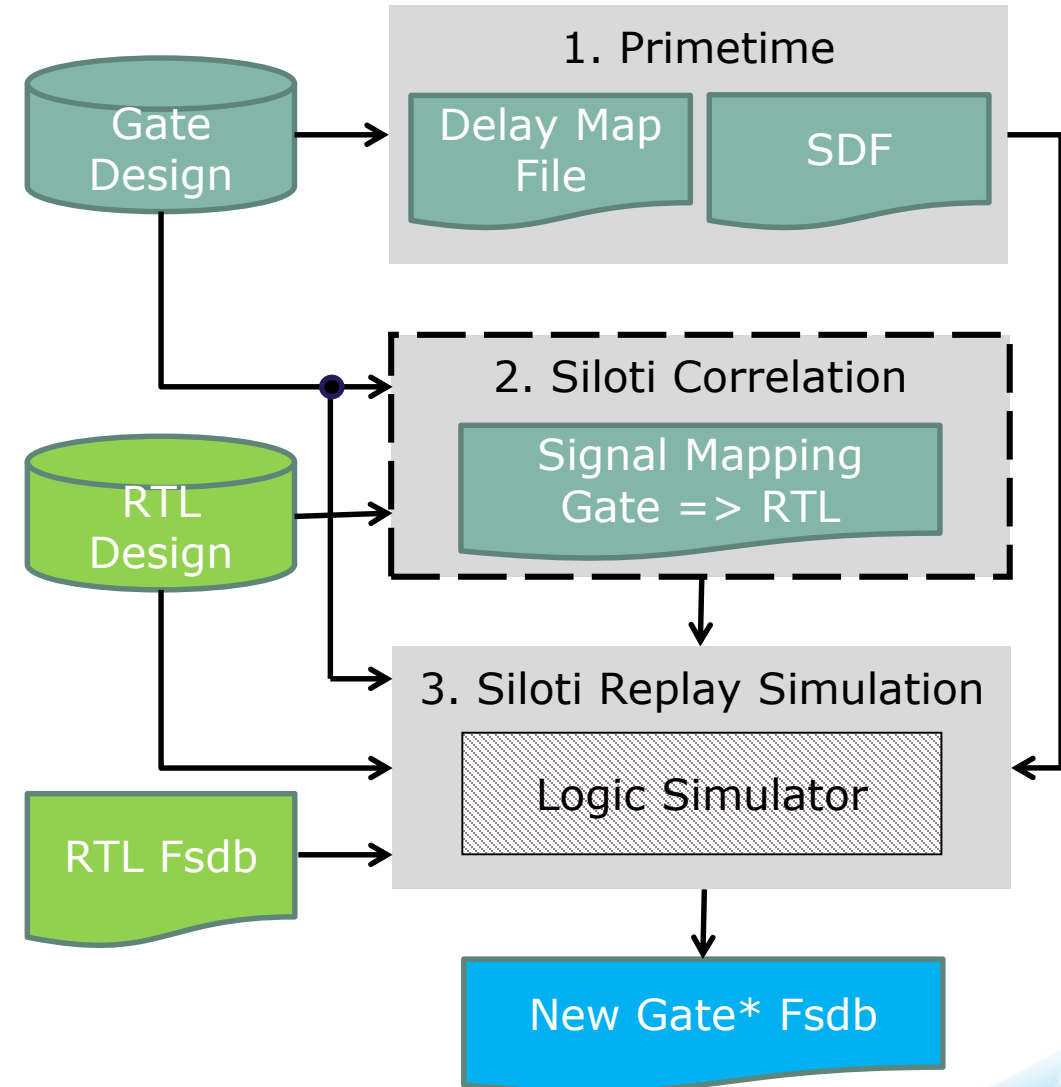 1. Primetime
Gate
Design
Delay Map
File
SDF
2. Siloti Correlation
Signal Mapping
Gate => RTL
RTL
Design
3. Siloti Replay Simulation
Logic Simulator
RTL Fsdb
New Gate* Fsdb